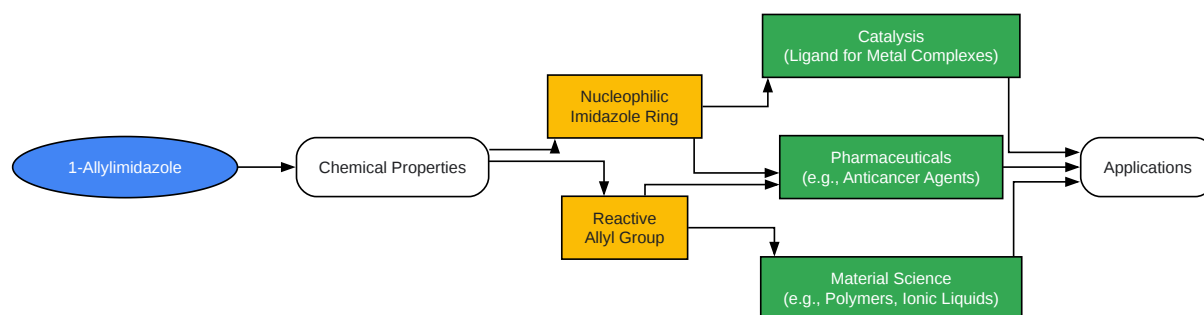 1-Allylimidazole
Chemical Properties
Nucleophilic
Imidazole Ring
Reactive
Allyl Group
Catalysis
(Ligand for Metal Complexes)
Pharmaceuticals
(e.g., Anticancer Agents)
Material Science
(e.g., Polymers, Ionic Liquids)
Applications